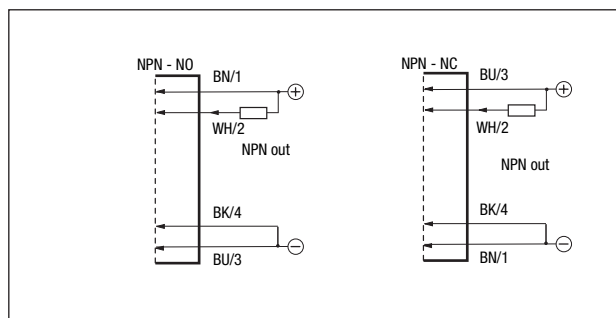 NPN - NO
BN/1
+
WH/2
NPN out
BK/4
−
BU/3
NPN - NC
BU/3
+
WH/2
NPN out
BK/4
−
BN/1